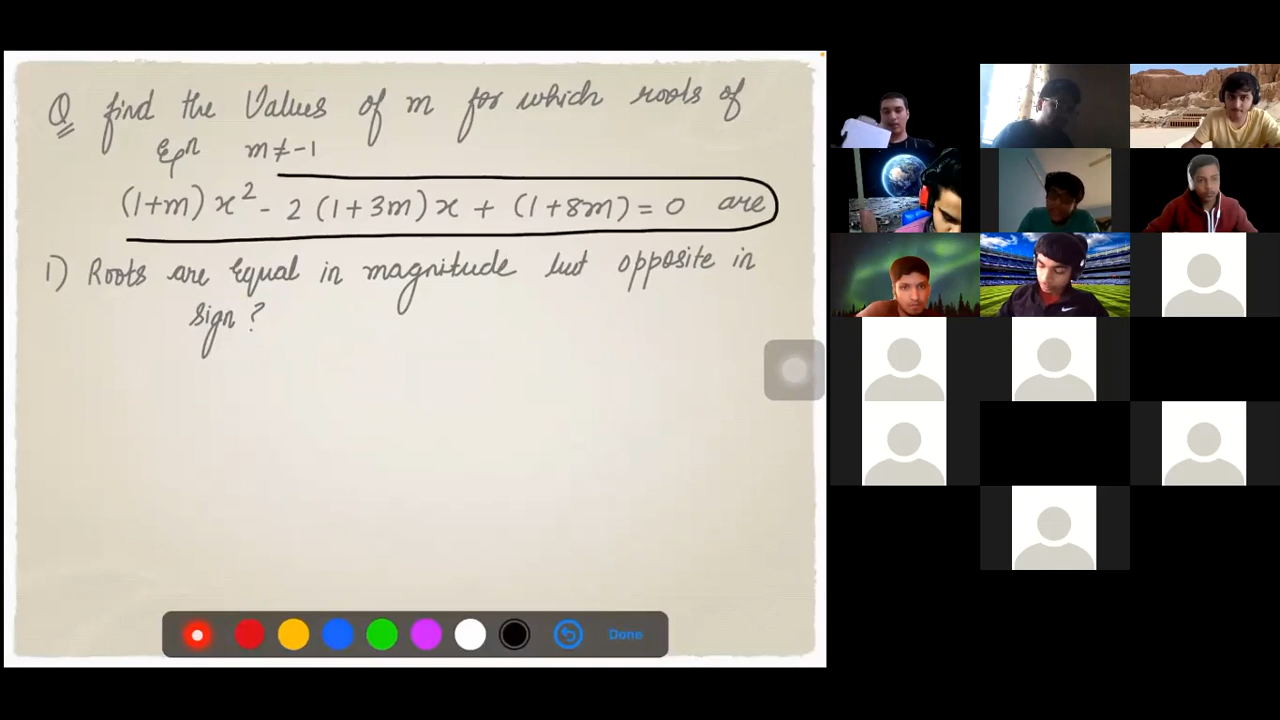 Q find the Values of m for which roots of
Eqn m ≠ -1
(1+m) x² - 2 (1+3m) x + (1+8m) = 0 are
1) Roots are Equal in magnitude but opposite in
sign ?
Done